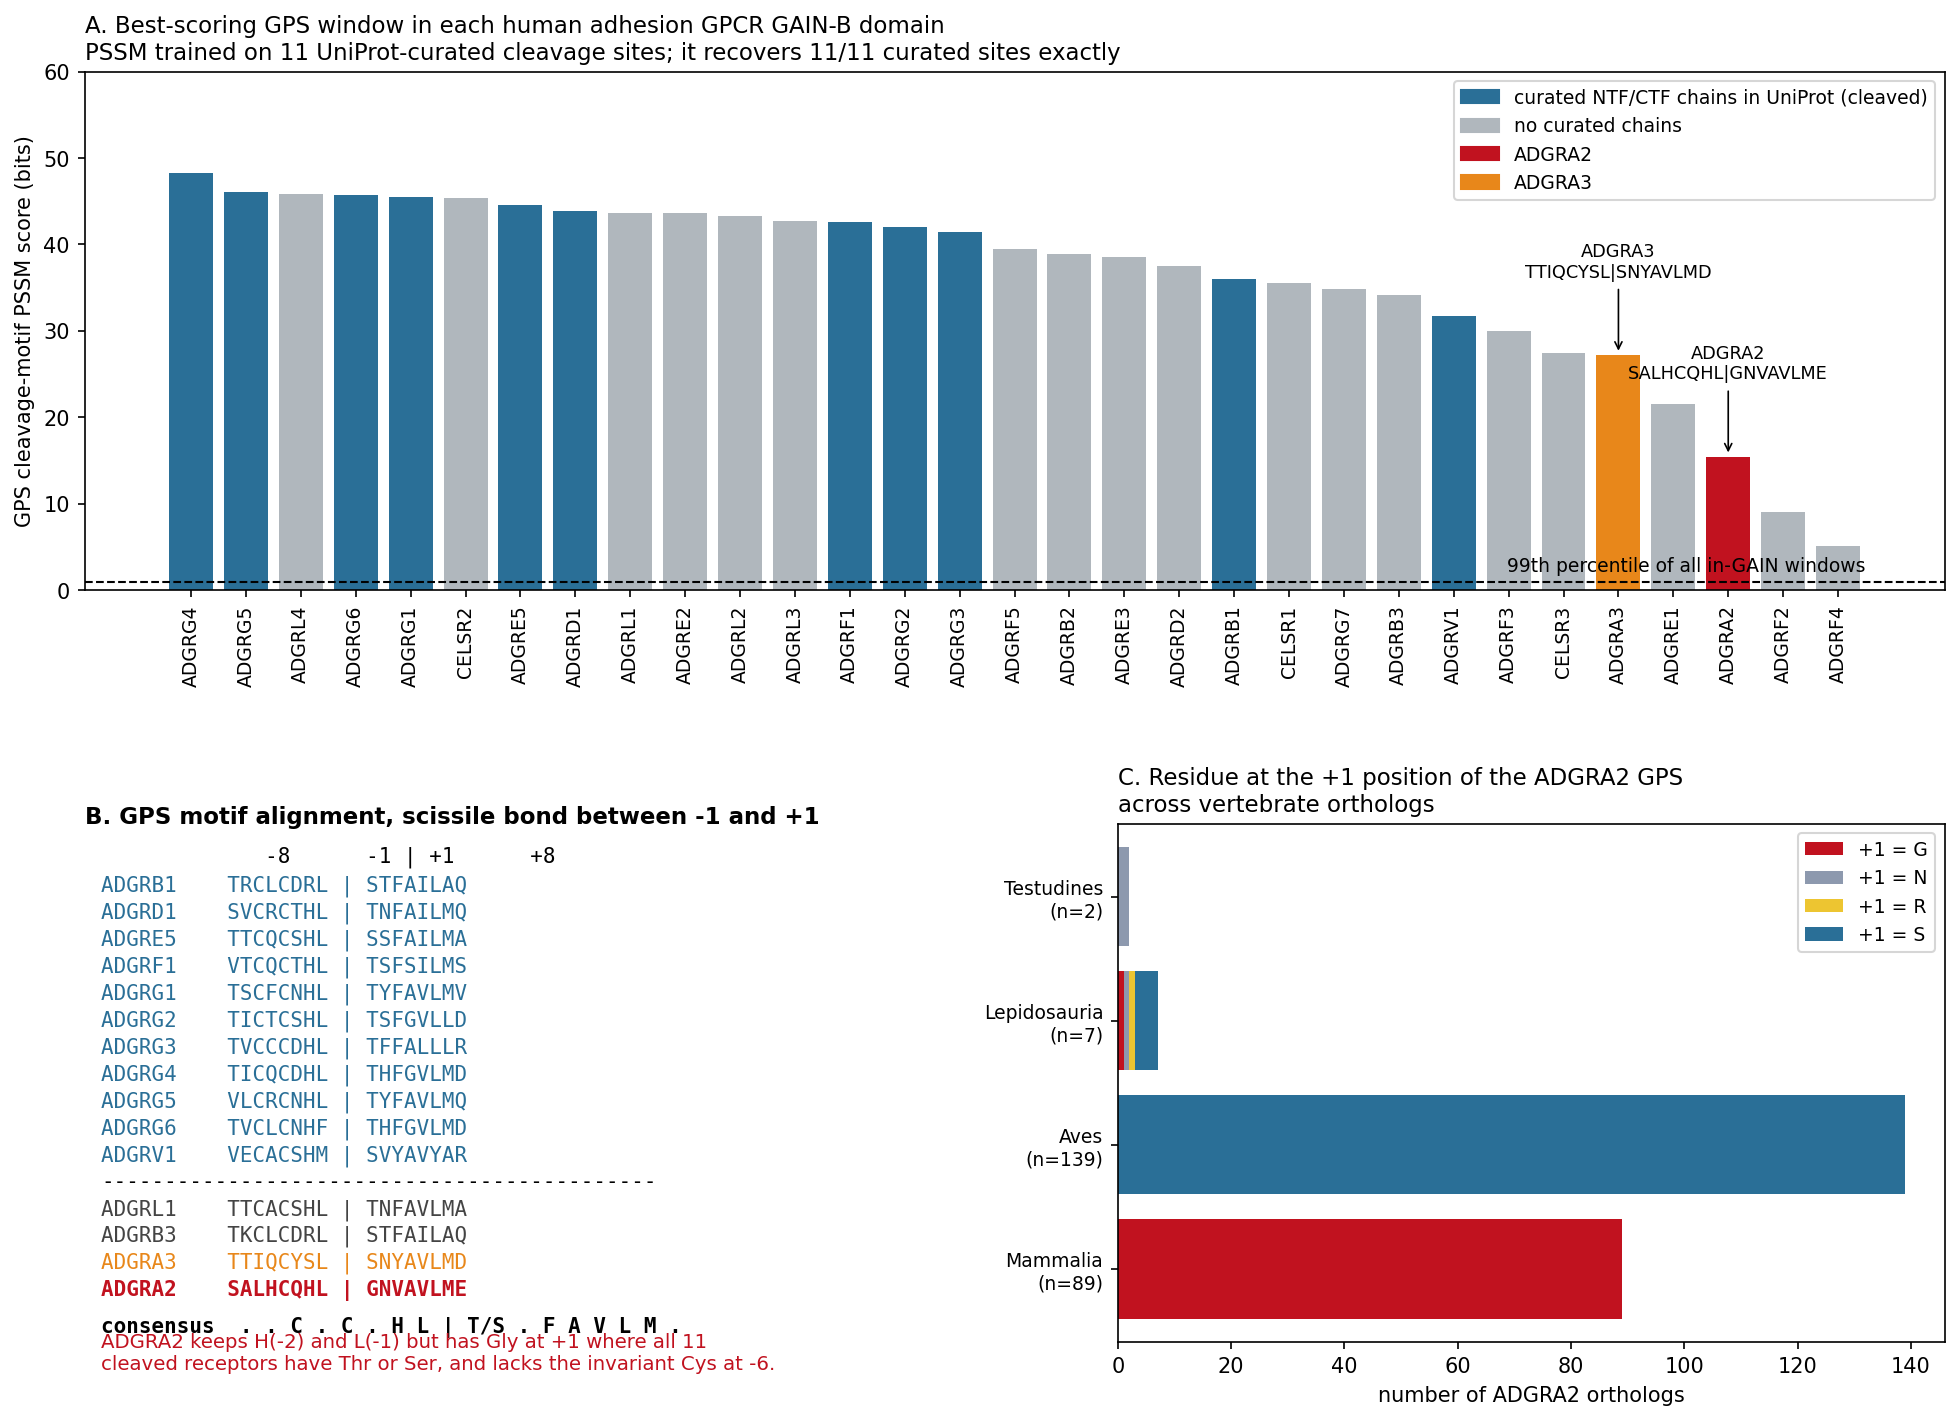 A. Best-scoring GPS window in each human adhesion GPCR GAIN-B domain
PSSM trained on 11 UniProt-curated cleavage sites; it recovers 11/11 curated sites exactly
GPS cleavage-motif PSSM score (bits)
60
50
40
30
20
10
0
curated NTF/CTF chains in UniProt (cleaved)
no curated chains
ADGRA2
ADGRA3
ADGRA3
TTIQCYSL|SNYAVLMD
ADGRA2
SALHCQHL|GNVAVLME
99th percentile of all in-GAIN windows
ADGRG4
ADGRG5
ADGRL4
ADGRG6
ADGRG1
CELSR2
ADGRE5
ADGRD1
ADGRL1
ADGRE2
ADGRL2
ADGRL3
ADGRF1
ADGRG2
ADGRG3
ADGRF5
ADGRB2
ADGRE3
ADGRD2
ADGRB1
CELSR1
ADGRG7
ADGRB3
ADGRV1
ADGRF3
CELSR3
ADGRA3
ADGRE1
ADGRA2
ADGRF2
ADGRF4
B. GPS motif alignment, scissile bond between -1 and +1
-8 -1 | +1 +8
ADGRB1 TRCLCDRL | STFAILAQ
ADGRD1 SVCRCTHL | TNFAILMQ
ADGRE5 TTCQCSHL | SSFAILMA
ADGRF1 VTCQCTHL | TSFSILMS
ADGRG1 TSCFCNHL | TYFAVLMV
ADGRG2 TICTCSHL | TSFGVLLD
ADGRG3 TVCCCDHL | TFFALLLR
ADGRG4 TICQCDHL | THFGVLMD
ADGRG5 VLCRCNHL | TYFAVLMQ
ADGRG6 TVCLCNHF | THFGVLMD
ADGRV1 VECACSHM | SVYAVYAR
--------------------------------------------
ADGRL1 TTCACSHL | TNFAVLMA
ADGRB3 TKCLCDRL | STFAILAQ
ADGRA3 TTIQCYSL | SNYAVLMD
ADGRA2 SALHCQHL | GNVAVLME
consensus . . C . C . H L | T/S . F A V L M .
ADGRA2 keeps H(-2) and L(-1) but has Gly at +1 where all 11
cleaved receptors have Thr or Ser, and lacks the invariant Cys at -6.
C. Residue at the +1 position of the ADGRA2 GPS
across vertebrate orthologs
+1 = G
+1 = N
+1 = R
+1 = S
Testudines
(n=2)
Lepidosauria
(n=7)
Aves
(n=139)
Mammalia
(n=89)
0
20
40
60
80
100
120
140
number of ADGRA2 orthologs